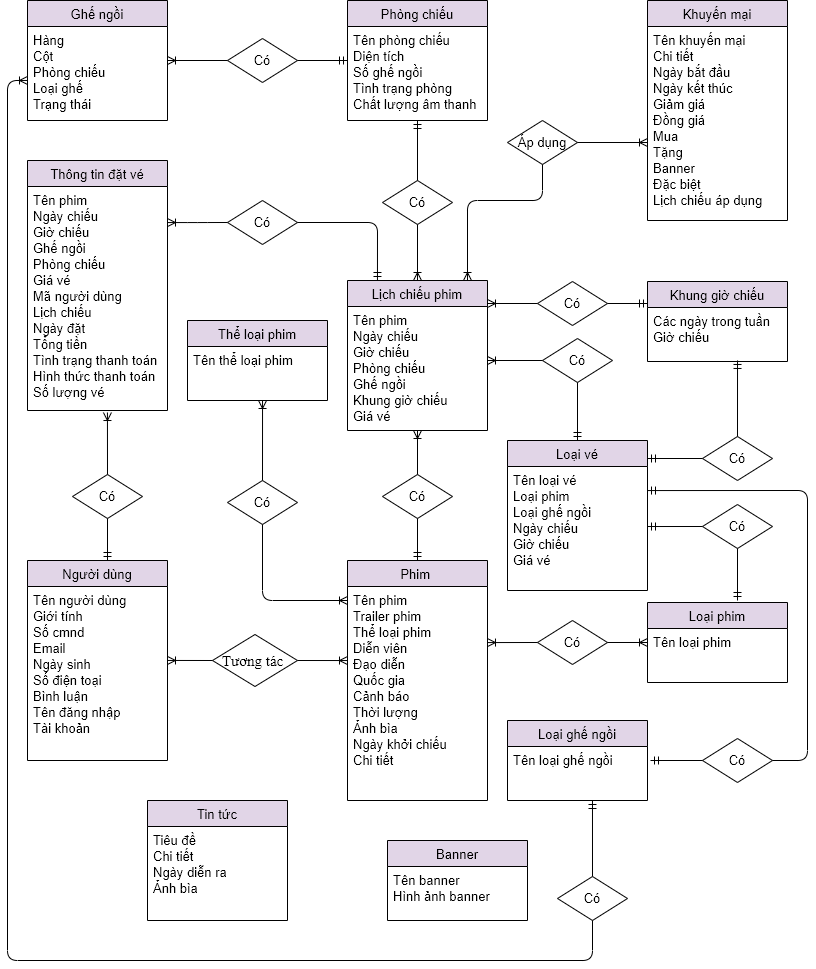 Ghế ngồi
Hàng
Cột
Phòng chiếu
Loại ghế
Trạng thái
Có
Phòng chiếu
Tên phòng chiếu
Diện tích
Số ghế ngồi
Tình trạng phòng
Chất lượng âm thanh
Khuyến mại
Tên khuyến mại
Chi tiết
Ngày bắt đầu
Ngày kết thúc
Giảm giá
Đồng giá
Mua
Tặng
Banner
Đặc biệt
Lịch chiếu áp dụng
Áp dụng
Thông tin đặt vé
Tên phim
Ngày chiếu
Giờ chiếu
Ghế ngồi
Phòng chiếu
Giá vé
Mã người dùng
Lịch chiếu
Ngày đặt
Tổng tiền
Tình trạng thanh toán
Hình thức thanh toán
Số lượng vé
Có
Có
Thể loại phim
Tên thể loại phim
Lịch chiếu phim
Tên phim
Ngày chiếu
Giờ chiếu
Phòng chiếu
Ghế ngồi
Khung giờ chiếu
Giá vé
Có
Khung giờ chiếu
Các ngày trong tuần
Giờ chiếu
Có
Loại vé
Tên loại vé
Loại phim
Loại ghế ngồi
Ngày chiếu
Giờ chiếu
Giá vé
Có
Có
Có
Có
Có
Người dùng
Tên người dùng
Giới tính
Số cmnd
Email
Ngày sinh
Số điện toại
Bình luận
Tên đăng nhập
Tài khoản
Tương tác
Phim
Tên phim
Trailer phim
Thể loại phim
Diễn viên
Đạo diễn
Quốc gia
Cảnh báo
Thời lượng
Ảnh bìa
Ngày khởi chiếu
Chi tiết
Có
Loại phim
Tên loại phim
Loại ghế ngồi
Tên loại ghế ngồi
Có
Tin tức
Tiêu đề
Chi tiết
Ngày diễn ra
Ảnh bìa
Banner
Tên banner
Hình ảnh banner
Có